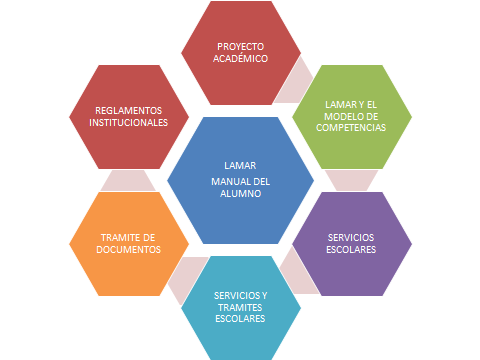 PROYECTO
ACADÉMICO
LAMAR Y EL
MODELO DE
COMPETENCIAS
SERVICIOS
ESCOLARES
SERVICIOS Y
TRAMITES
ESCOLARES
TRAMITE DE
DOCUMENTOS
REGLAMENTOS
INSTITUCIONALES
LAMAR
MANUAL DEL
ALUMNO